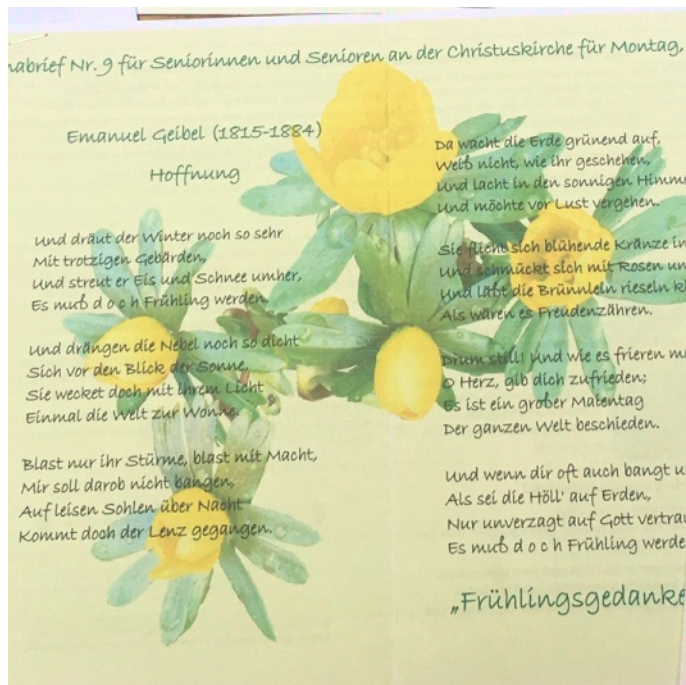 nabrief Nr. 9 für Seniorinnen und Senioren an der Christuskirche für Montag,
Emanuel Geibel (1815-1884)
Hoffnung
Und dräut der Winter noch so sehr
Mit trotzigen Gebärden,
Und streut er Eis und Schnee umher,
Es muß d o c h Frühling werden.
Und drängen die Nebel noch so dicht
Sich vor den Blick der Sonne,
Sie wecket doch mit ihrem Licht
Einmal die Welt zur Wonne.
Blast nur ihr Stürme, blast mit Macht,
Mir soll darob nicht bangen,
Auf leisen Sohlen über Nacht
Kommt doch der Lenz gegangen.
Da wacht die Erde grünend auf,
Weiß nicht, wie ihr geschehen,
Und lacht in den sonnigen Himm
Und möchte vor Lust vergehen.
Sie flicht sich blühende Kränze in
Und schmückt sich mit Rosen un
Und läßt die Brünnlein rieseln kl
Als wären es Freudenzähren.
Drum still! Und wie es frieren m
O Herz, gib dich zufrieden;
Es ist ein großer Maientag
Der ganzen Welt beschieden.
Und wenn dir oft auch bangt u
Als sei die Höll' auf Erden,
Nur unverzagt auf Gott vertrau
Es muß d o c h Frühling werde
„Frühlingsgedanke